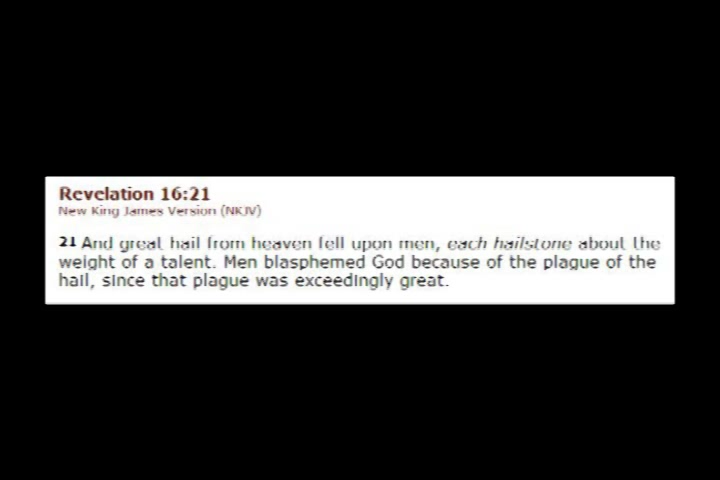 Revelation 16:21
New King James Version (NKJV)
21 And great hail from heaven fell upon men, each hailstone about the
weight of a talent. Men blasphemed God because of the plague of the
hail, since that plague was exceedingly great.